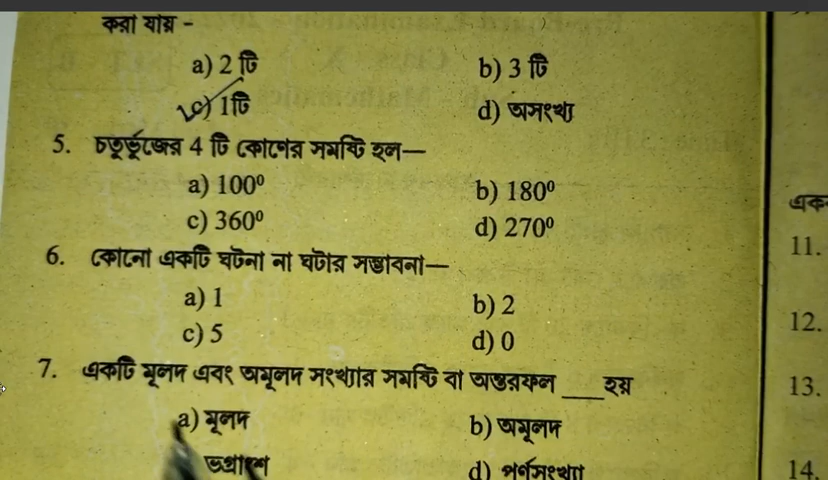 করা যায় -
a) 2 টি b) 3 টি
c) 1টি d) অসংখ্য
5. চতুর্ভুজের 4 টি কোণের সমষ্টি হল—
a) 100⁰ b) 180⁰
c) 360⁰ d) 270⁰
6. কোনো একটি ঘটনা না ঘটার সম্ভাবনা—
a) 1 b) 2
c) 5 d) 0
7. একটি মূলদ এবং অমূলদ সংখ্যার সমষ্টি বা অন্তরফল ____ হয়
a) মূলদ b) অমূলদ
ভগ্নাংশ d) পূর্ণসংখ্যা
এক
11.
12.
13.
14.